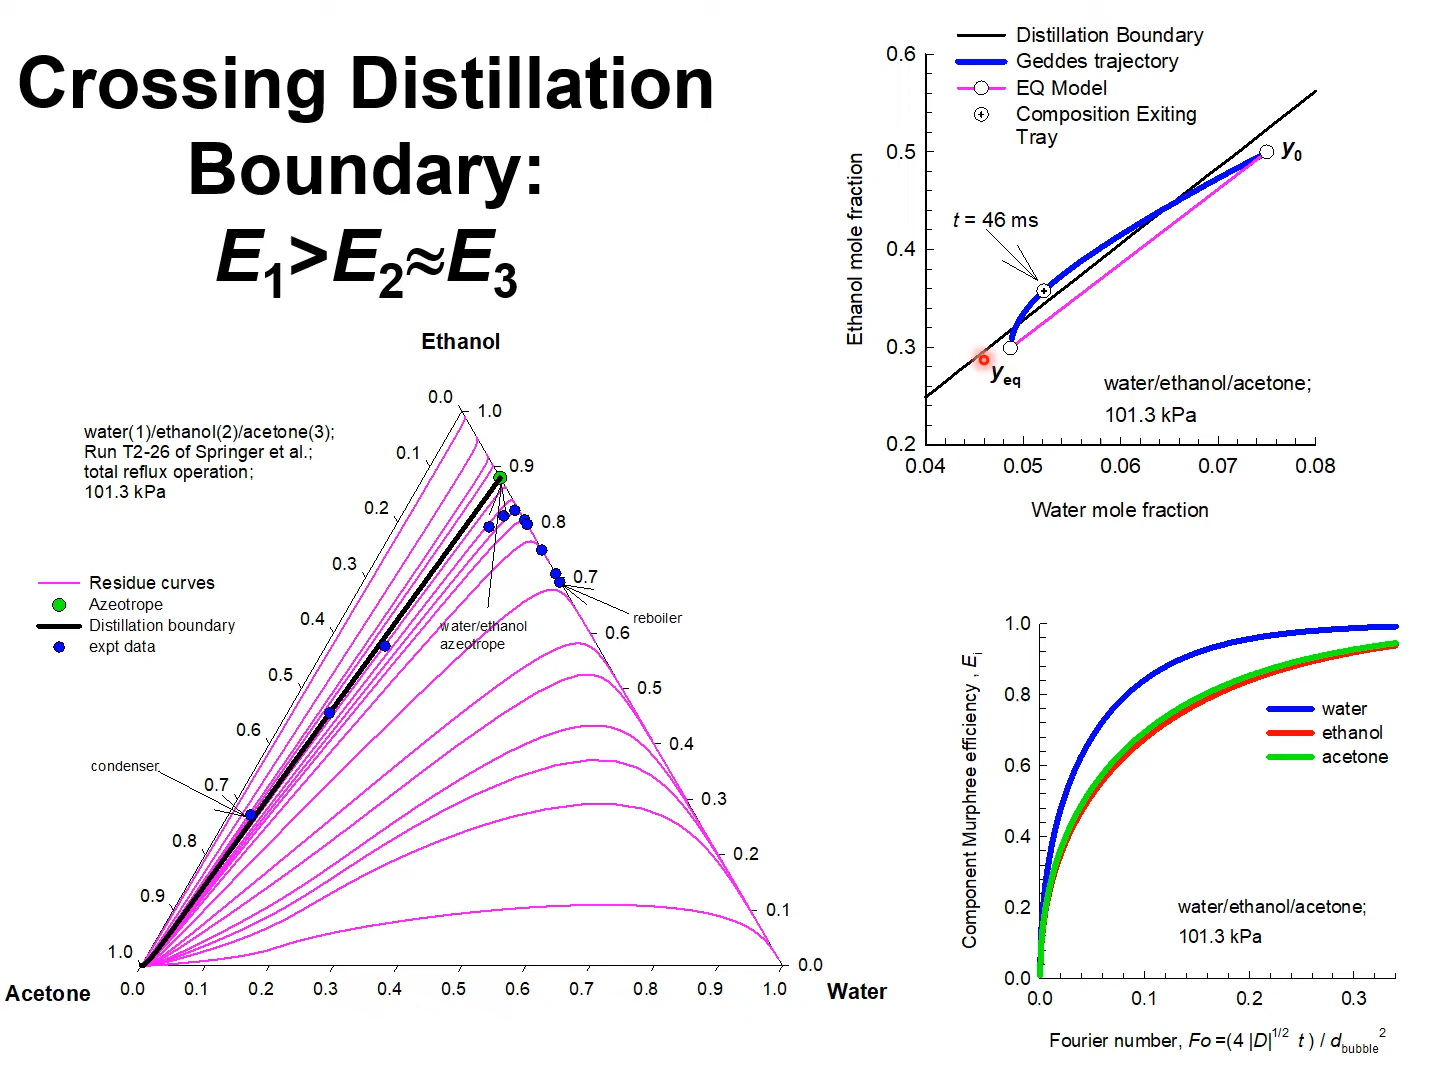 Crossing Distillation
Boundary:
E1>E2≈E3
Ethanol
water(1)/ethanol(2)/acetone(3);
Run T2-26 of Springer et al.;
total reflux operation;
101.3 kPa
Residue curves
Azeotrope
Distillation boundary
expt data
condenser
water/ethanol
azeotrope
reboiler
0.0
0.1
0.2
0.3
0.4
0.5
0.6
0.7
0.8
0.9
1.0
1.0
0.9
0.8
0.7
0.6
0.5
0.4
0.3
0.2
0.1
0.0
Acetone
0.0 0.1 0.2 0.3 0.4 0.5 0.6 0.7 0.8 0.9 1.0
Water
Distillation Boundary
Geddes trajectory
EQ Model
Composition Exiting
Tray
Ethanol mole fraction
0.6
0.5
0.4
0.3
0.2
y0
t = 46 ms
yeq
water/ethanol/acetone;
101.3 kPa
0.04 0.05 0.06 0.07 0.08
Water mole fraction
Component Murphree efficiency , Ei
1.0
0.8
0.6
0.4
0.2
0.0
water
ethanol
acetone
water/ethanol/acetone;
101.3 kPa
0.0 0.1 0.2 0.3
Fourier number, Fo =(4 |D|1/2 t ) / dbubble2